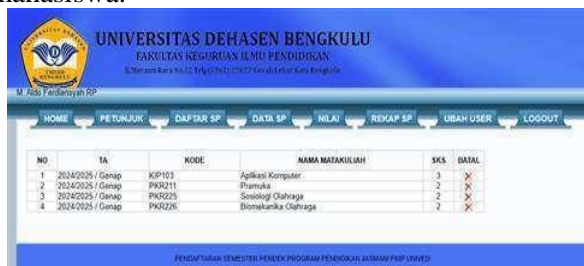 mahasiswa.
UNIVERSITAS DEHASEN BENGKULU
FAKULTAS KEGURUAN ILMU PENDIDIKAN
M. Aldo Ferdiansyah RP
HOME PETUNJUK DAFTAR SP DATA SP NILAI REKAP SP UBAH USER LOGOUT
NO TA KODE NAMA MATAKULIAH SKS BATAL
1 2024/2025 / Genap KIP103 Aplikasi Komputer 3
2 2024/2025 / Genap PKR211 Pramuka 2
3 2024/2025 / Genap PKR225 Sosiologi Olahraga 2
4 2024/2025 / Genap PKR226 Biomekanika Olahraga 2
PENDAFTARAN SEMESTER PENDEK PROGRAM PENDIDIKAN JASMANI FKIP UNIVED